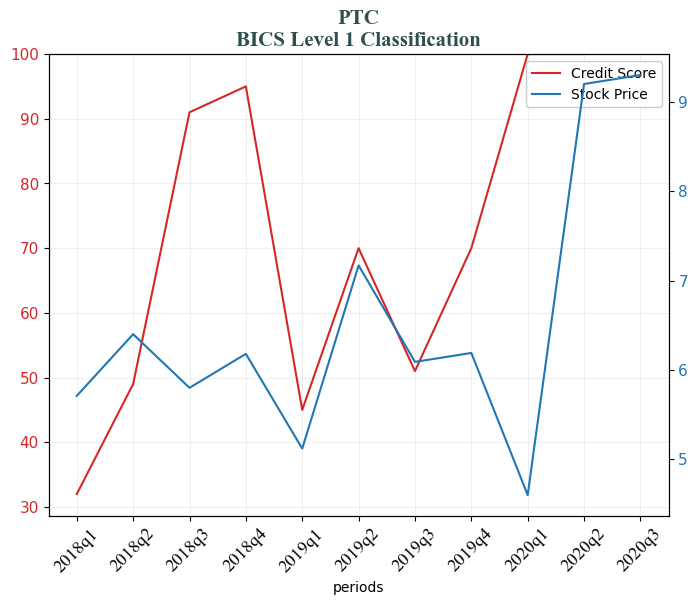 PTC
BICS Level 1 Classification
100
90
80
70
60
50
40
30
Credit Score
Stock Price
9
8
7
6
5
2018q1
2018q2
2018q3
2018q4
2019q1
2019q2
2019q3
2019q4
2020q1
2020q2
2020q3
periods